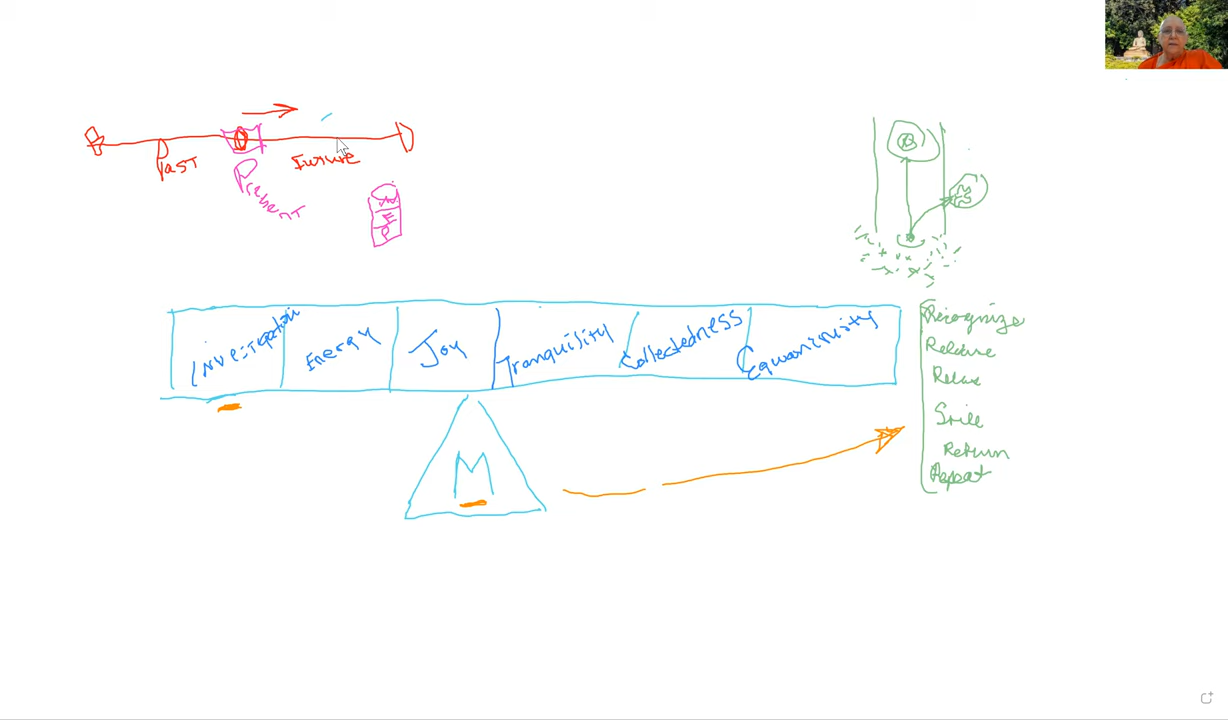 Past
Present
Future
Investigation
Energy
Joy
Tranquility
Collectedness
Equanimity
M
Recognize
Release
Relax
Smile
Return
Repeat